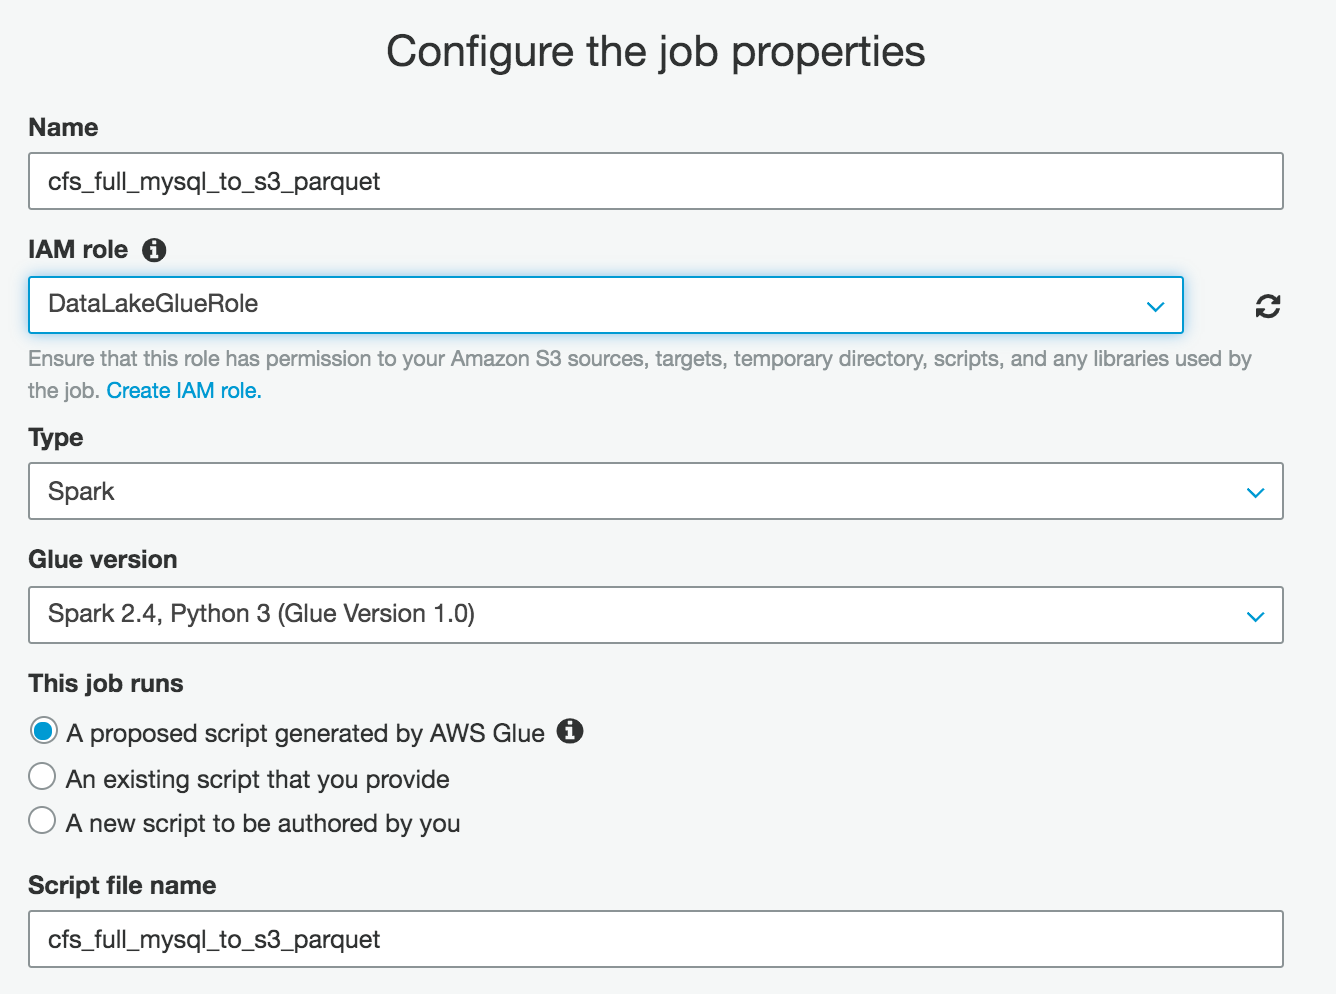 Configure the job properties
Name
cfs_full_mysql_to_s3_parquet
IAM role
DataLakeGlueRole
Ensure that this role has permission to your Amazon S3 sources, targets, temporary directory, scripts, and any libraries used by
the job. Create IAM role.
Type
Spark
Glue version
Spark 2.4, Python 3 (Glue Version 1.0)
This job runs
A proposed script generated by AWS Glue
An existing script that you provide
A new script to be authored by you
Script file name
cfs_full_mysql_to_s3_parquet